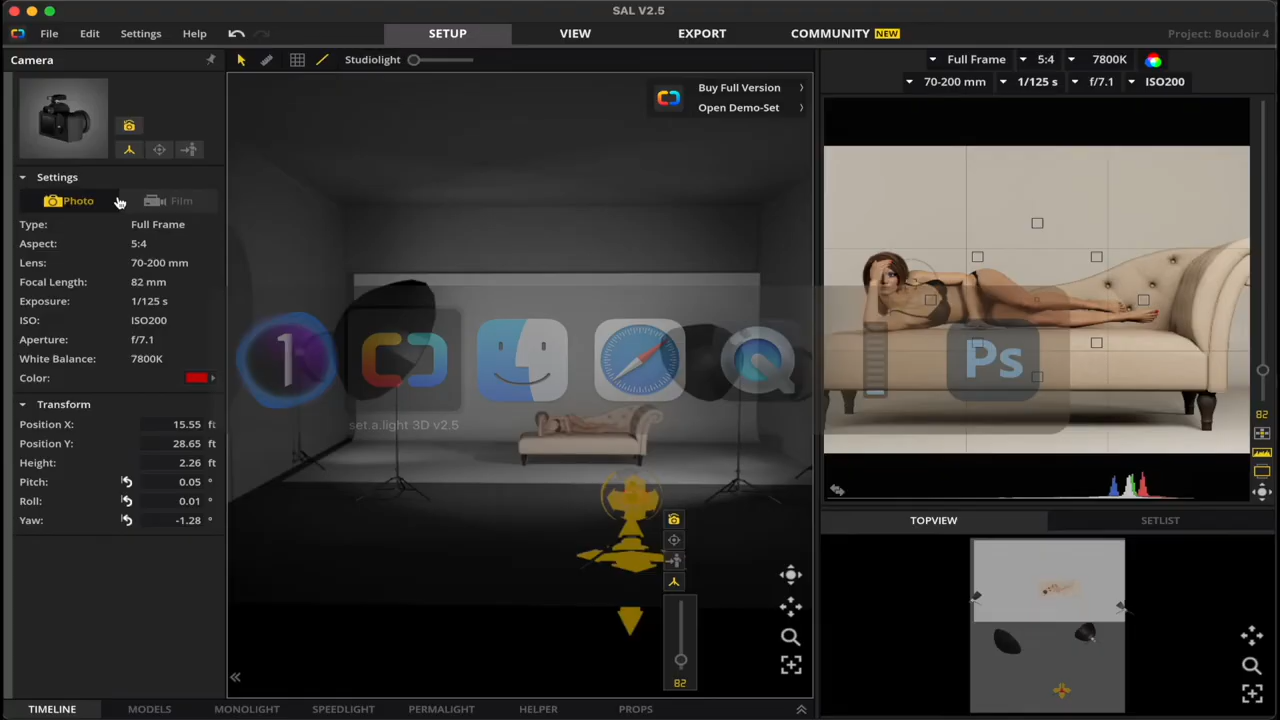 SAL V2.5
File Edit Settings Help SETUP VIEW EXPORT COMMUNITY NEW Project: Boudoir 4
Camera
Studiolight
Buy Full Version
Open Demo-Set
Full Frame 5:4 7800K
70-200 mm 1/125 s f/7.1 ISO200
Settings
Photo Film
Type: Full Frame
Aspect: 5:4
Lens: 70-200 mm
Focal Length: 82 mm
Exposure: 1/125 s
ISO: ISO200
Aperture: f/7.1
White Balance: 7800K
Color:
Transform
Position X: 15.55 ft
Position Y: 28.65 ft
Height: 2.26 ft
Pitch: 0.05 °
Roll: 0.01 °
Yaw: -1.28 °
1
Ps
set.a.light 3D v2.5
82
82
TOPVIEW SETLIST
TIMELINE MODELS MONOLIGHT SPEEDLIGHT PERMALIGHT HELPER PROPS